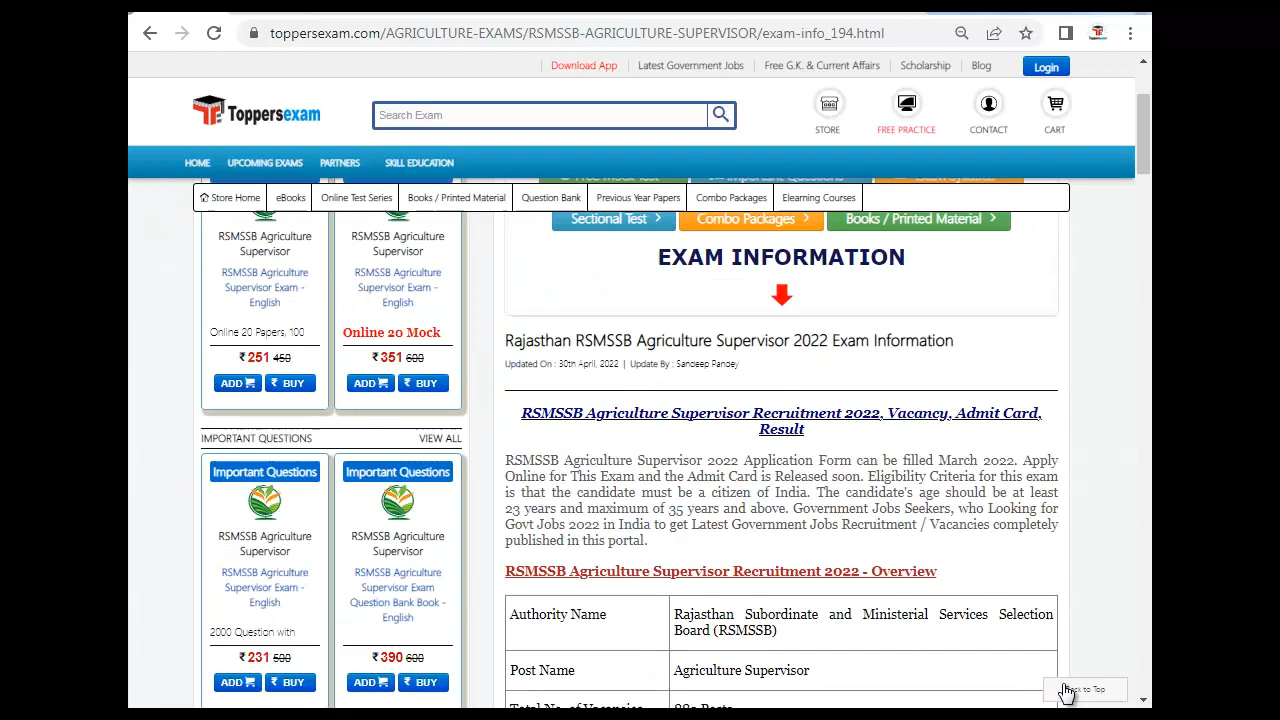 toppersexam.com/AGRICULTURE-EXAMS/RSMSSB-AGRICULTURE-SUPERVISOR/exam-info_194.html
Download App
Latest Government Jobs
Free G.K. & Current Affairs
Scholarship
Blog
Login
Toppersexam
Search Exam
STORE
FREE PRACTICE
CONTACT
CART
HOME
UPCOMING EXAMS
PARTNERS
SKILL EDUCATION
Store Home
eBooks
Online Test Series
Books / Printed Material
Question Bank
Previous Year Papers
Combo Packages
Elearning Courses
RSMSSB Agriculture
Supervisor
RSMSSB Agriculture
Supervisor Exam -
English
Online 20 Papers, 100
₹ 251 450
ADD
₹ BUY
RSMSSB Agriculture
Supervisor
RSMSSB Agriculture
Supervisor Exam -
English
Online 20 Mock
₹ 351 600
ADD
₹ BUY
IMPORTANT QUESTIONS
VIEW ALL
Important Questions
RSMSSB Agriculture
Supervisor
RSMSSB Agriculture
Supervisor Exam -
English
2000 Question with
₹ 231 500
ADD
₹ BUY
Important Questions
RSMSSB Agriculture
Supervisor
RSMSSB Agriculture
Supervisor Exam
Question Bank Book -
English
₹ 390 600
ADD
₹ BUY
Sectional Test
Combo Packages
Books / Printed Material
EXAM INFORMATION
Rajasthan RSMSSB Agriculture Supervisor 2022 Exam Information
Updated On : 30th April, 2022 | Update By : Sandeep Pandey
RSMSSB Agriculture Supervisor Recruitment 2022, Vacancy, Admit Card,
Result
RSMSSB Agriculture Supervisor 2022 Application Form can be filled March 2022. Apply
Online for This Exam and the Admit Card is Released soon. Eligibility Criteria for this exam
is that the candidate must be citizen of India. The candidate's age should be at least
23 years and maximum of 35 years and above. Government Jobs Seekers, who Looking for
Govt Jobs 2022 in India to get Latest Government Jobs Recruitment / Vacancies completely
published in this portal.
RSMSSB Agriculture Supervisor Recruitment 2022 - Overview
Authority Name
Rajasthan Subordinate and Ministerial Services Selection
Board (RSMSSB)
Post Name
Agriculture Supervisor
to Top